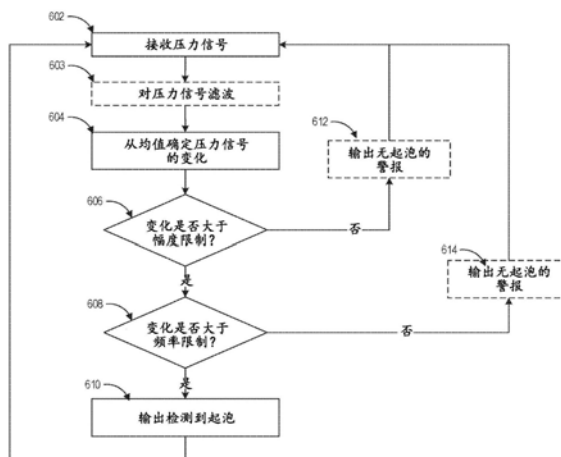 602
接收压力信号
603
对压力信号滤波
604
从均值确定压力信号
的变化
612
输出无起泡的
警报
606
变化是否大于
幅度限制?
否
是
614
输出无起泡的
警报
608
变化是否大于
频率限制?
否
是
610
输出检测到起泡